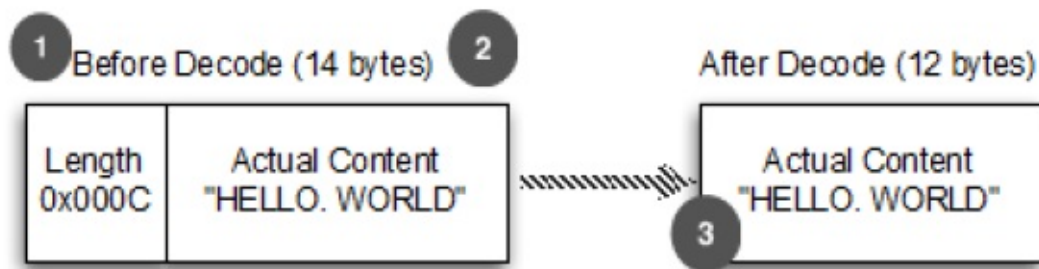 1 Before Decode (14 bytes) 2 After Decode (12 bytes)
Length Actual Content Actual Content
0x000C "HELLO. WORLD" "HELLO. WORLD"
3